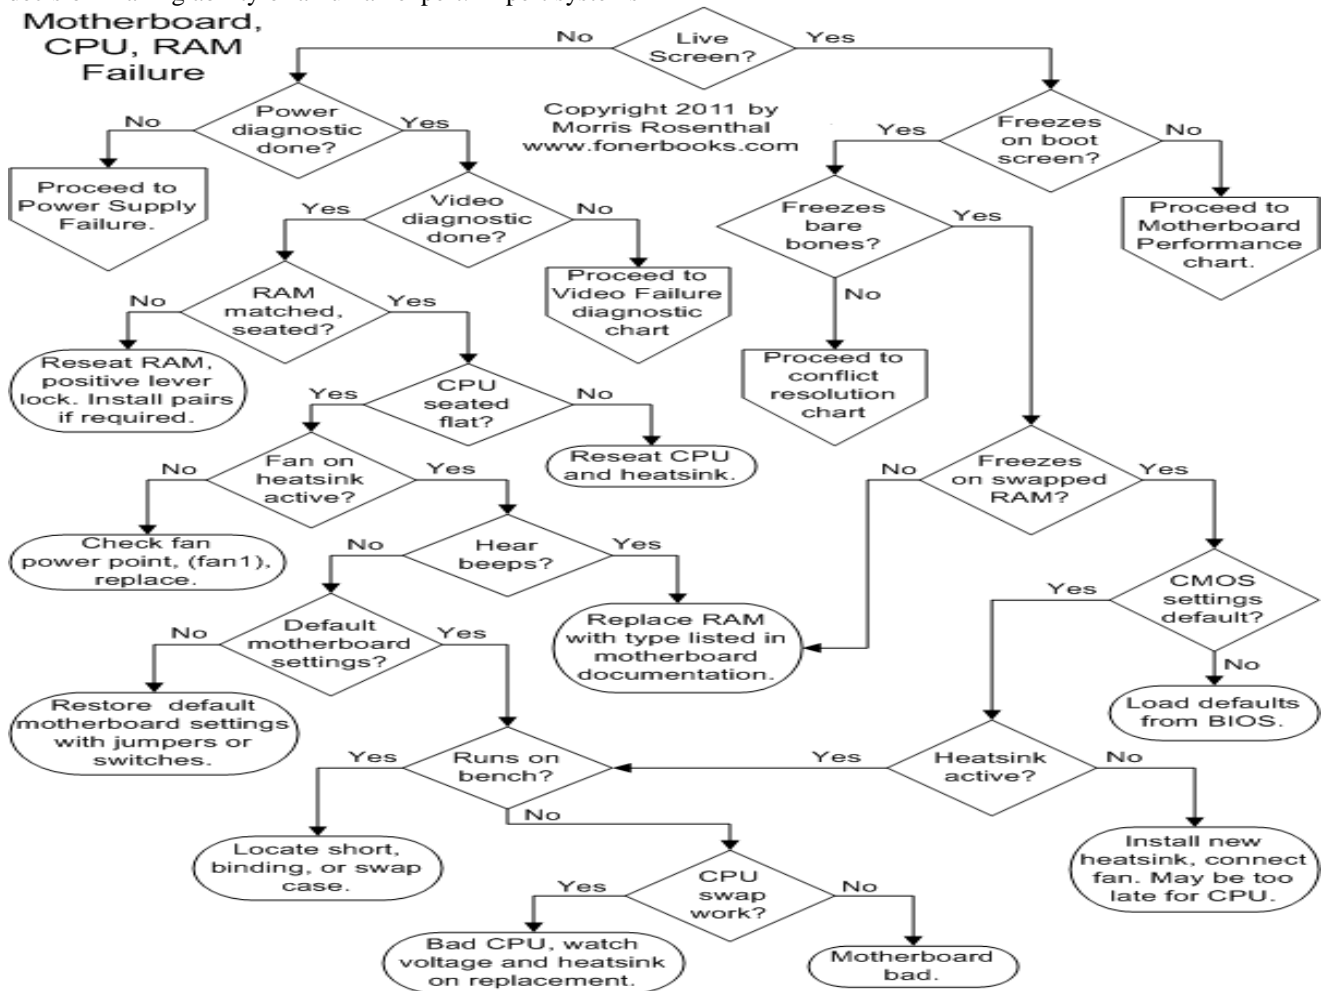 Motherboard,
CPU, RAM
Failure
Live
Screen?
No
Yes
Copyright 2011 by
Morris Rosenthal
www.fonerbooks.com
Power
diagnostic
done?
No
Yes
Freezes
on boot
screen?
Yes
No
Proceed to
Power Supply
Failure.
Video
diagnostic
done?
Yes
No
Freezes
bare
bones?
Yes
No
Proceed to
Motherboard
Performance
chart.
RAM
matched,
seated?
No
Yes
Proceed to
Video Failure
diagnostic
chart
Proceed to
conflict
resolution
chart
Reseat RAM,
positive lever
lock. Install pairs
if required.
CPU
seated
flat?
Yes
No
Reseat CPU
and heatsink.
Fan on
heatsink
active?
No
Yes
Freezes
on swapped
RAM?
No
Yes
Check fan
power point, (fan1),
replace.
Hear
beeps?
No
Yes
CMOS
settings
default?
Yes
No
Default
motherboard
settings?
No
Yes
Replace RAM
with type listed in
motherboard
documentation.
Load defaults
from BIOS.
Restore default
motherboard settings
with jumpers or
switches.
Runs on
bench?
Yes
No
Heatsink
active?
Yes
No
Locate short,
binding, or swap
case.
Install new
heatsink, connect
fan. May be too
late for CPU.
CPU
swap
work?
Yes
No
Bad CPU, watch
voltage and heatsink
on replacement.
Motherboard
bad.